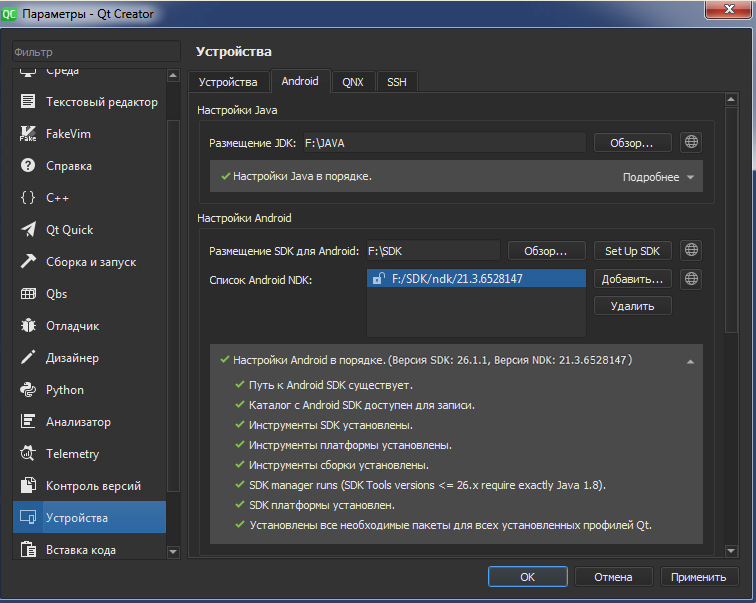 QC Параметры - Qt Creator
Фильтр
Среда
Текстовый редактор
FakeVim
Справка
C++
Qt Quick
Сборка и запуск
Qbs
Отладчик
Дизайнер
Python
Анализатор
Telemetry
Контроль версий
Устройства
Вставка кода
Устройства
Устройства Android QNX SSH
Настройки Java
Размещение JDK: F:\JAVA Обзор...
Настройки Java в порядке. Подробнее
Настройки Android
Размещение SDK для Android: F:\SDK Обзор... Set Up SDK
Список Android NDK: F:/SDK/ndk/21.3.6528147 Добавить...
Удалить
Настройки Android в порядке. (Версия SDK: 26.1.1, Версия NDK: 21.3.6528147)
Путь к Android SDK существует.
Каталог с Android SDK доступен для записи.
Инструменты SDK установлены.
Инструменты платформы установлены.
Инструменты сборки установлены.
SDK manager runs (SDK Tools versions <= 26.x require exactly Java 1.8).
SDK платформы установлен.
Установлены все необходимые пакеты для всех установленных профилей Qt.
OK Отмена Применить